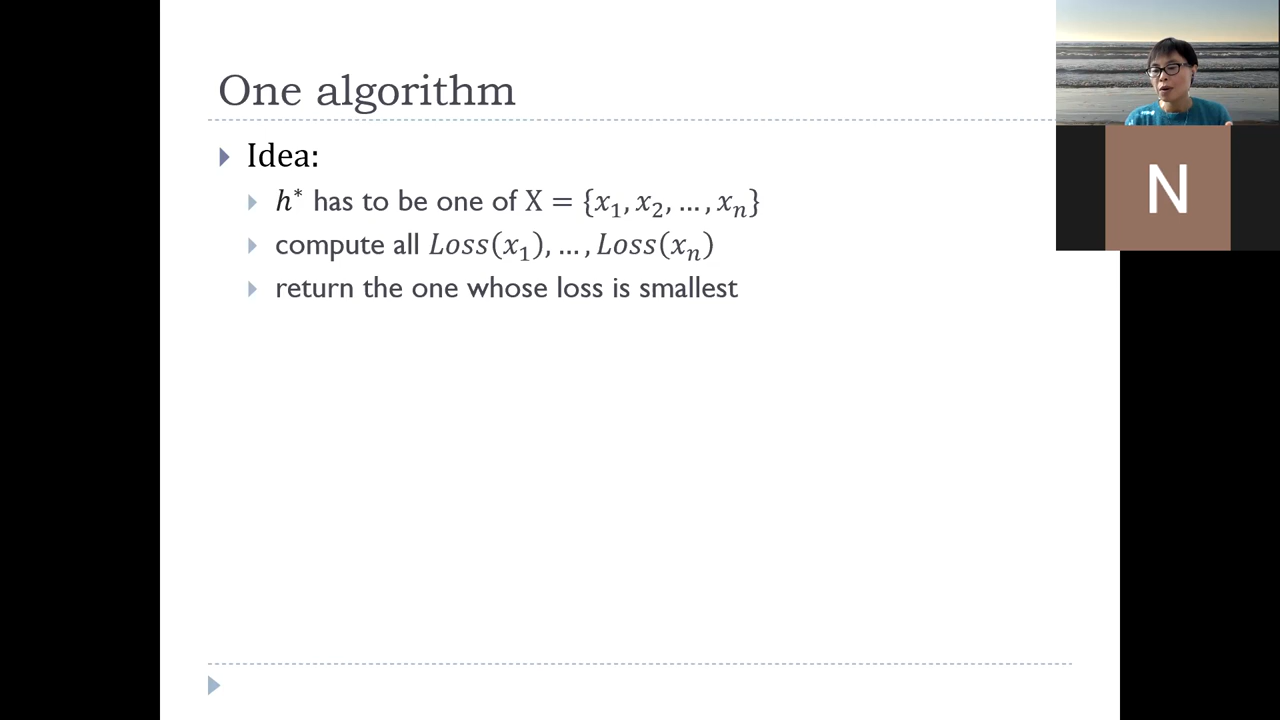 One algorithm
Idea:
ℎ* has to be one of X = {𝑥₁, 𝑥₂, …, 𝑥ₙ}
compute all 𝐿𝑜𝑠𝑠(𝑥₁), … , 𝐿𝑜𝑠𝑠(𝑥ₙ)
return the one whose loss is smallest
N